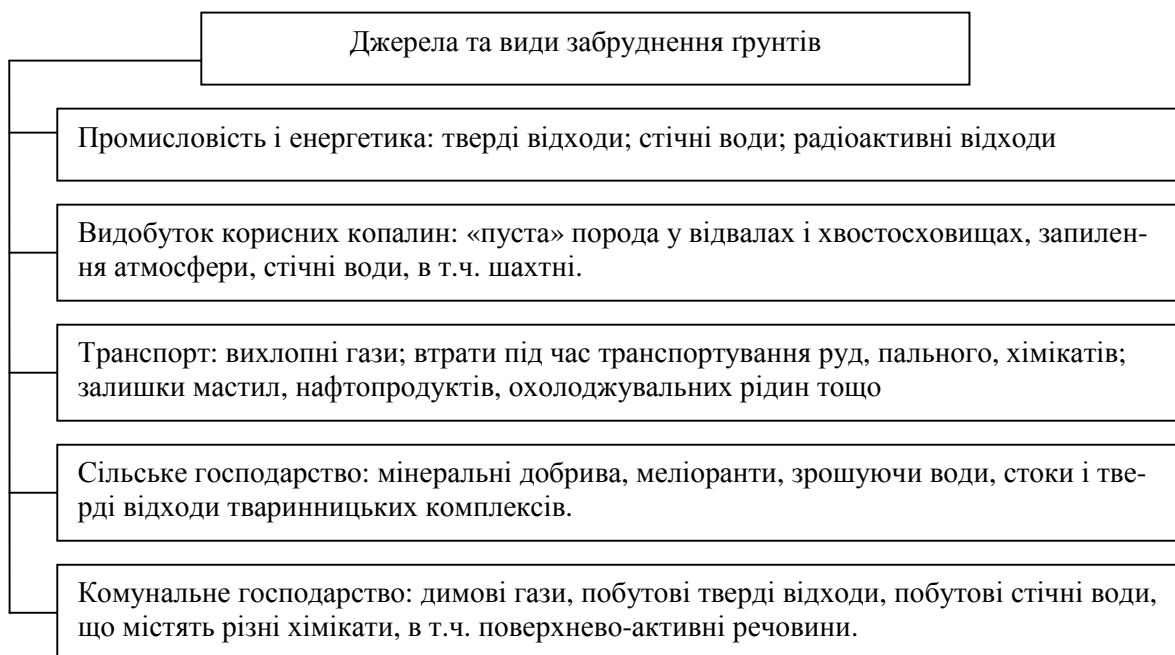 Джерела та види забруднення ґрунтів
Промисловість і енергетика: тверді відходи; стічні води; радіоактивні відходи
Видобуток корисних копалин: «пуста» порода у відвалах і хвостосховищах, запилен-
ня атмосфери, стічні води, в т.ч. шахтні.
Транспорт: вихлопні гази; втрати під час транспортування руд, пального, хімікатів;
залишки мастил, нафтопродуктів, охолоджувальних рідин тощо
Сільське господарство: мінеральні добрива, меліоранти, зрошуючи води, стоки і тве-
рді відходи тваринницьких комплексів.
Комунальне господарство: димові гази, побутові тверді відходи, побутові стічні води,
що містять різні хімікати, в т.ч. поверхнево-активні речовини.